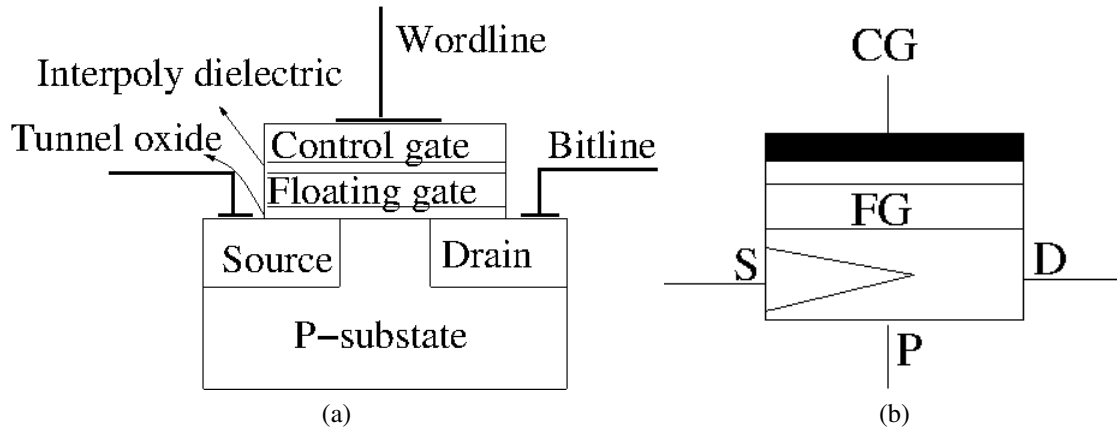 Wordline
Interpoly dielectric
Tunnel oxide
Control gate
Bitline
Floating gate
Source
Drain
P-substate
(a)
CG
FG
S
D
P
(b)